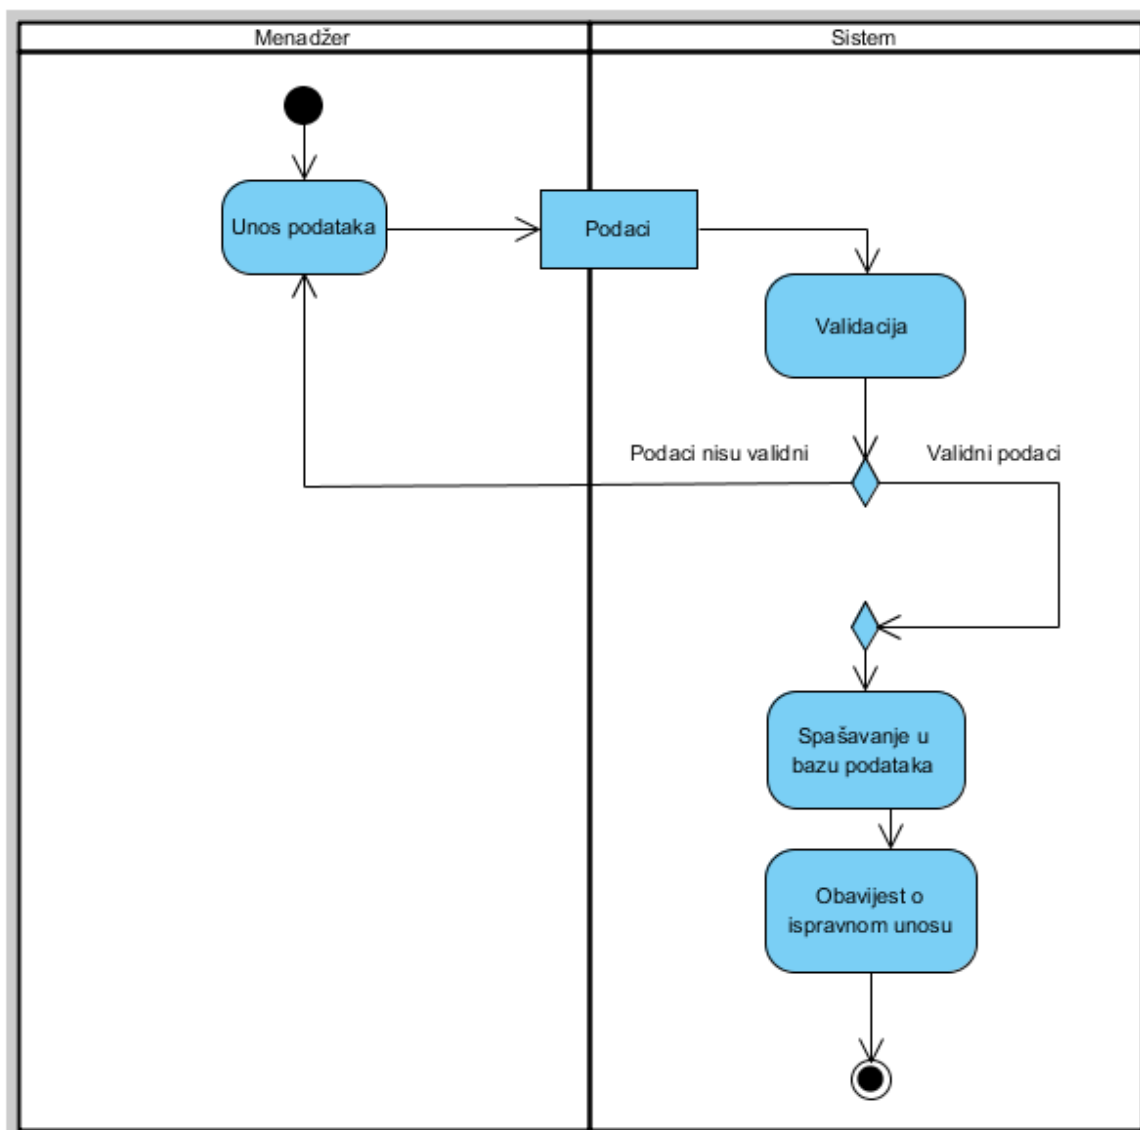 Menadžer
Sistem
Unos podataka
Podaci
Validacija
Podaci nisu validni
Validni podaci
Spašavanje u
bazu podataka
Obavijest o
ispravnom unosu